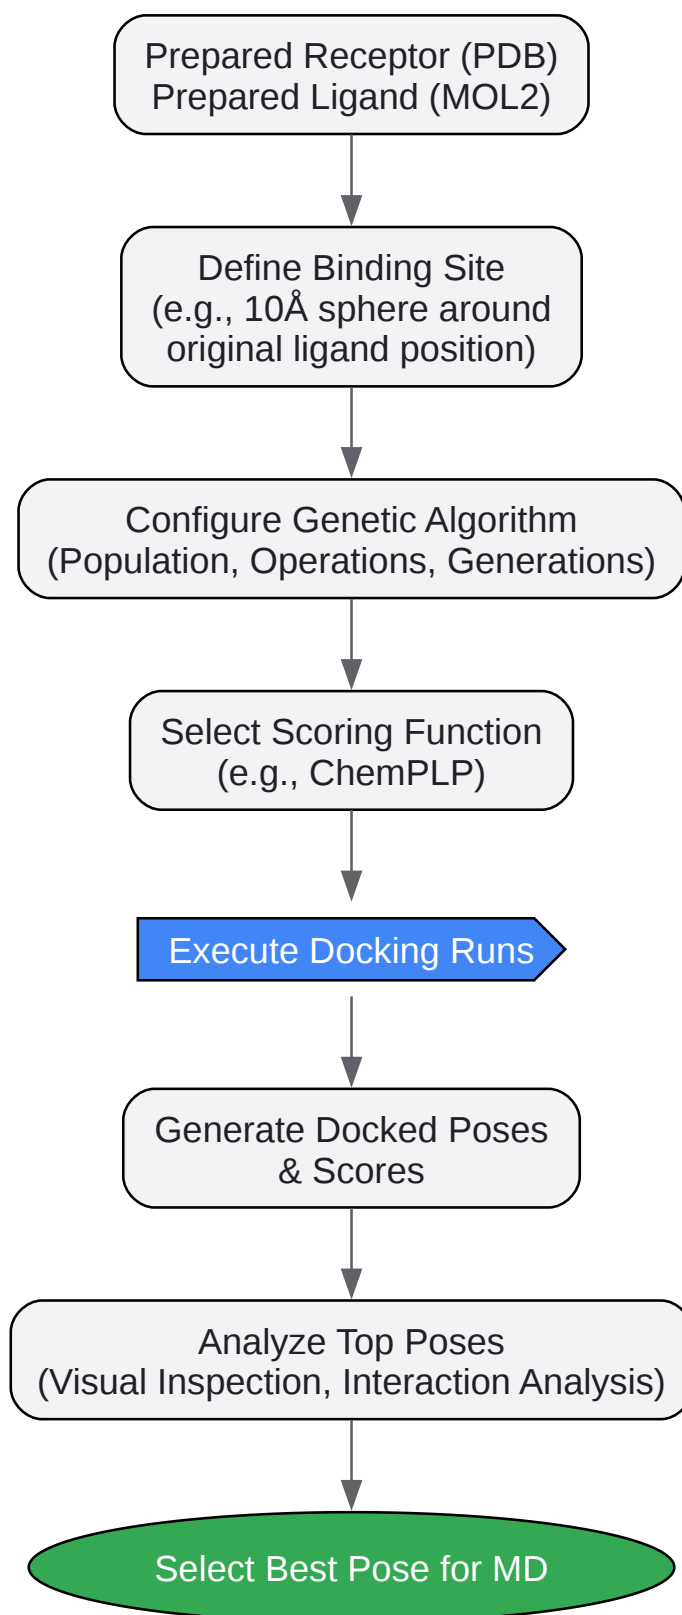 Prepared Receptor (PDB)
Prepared Ligand (MOL2)
Define Binding Site
(e.g., 10Å sphere around
original ligand position)
Configure Genetic Algorithm
(Population, Operations, Generations)
Select Scoring Function
(e.g., ChemPLP)
Execute Docking Runs
Generate Docked Poses
& Scores
Analyze Top Poses
(Visual Inspection, Interaction Analysis)
Select Best Pose for MD